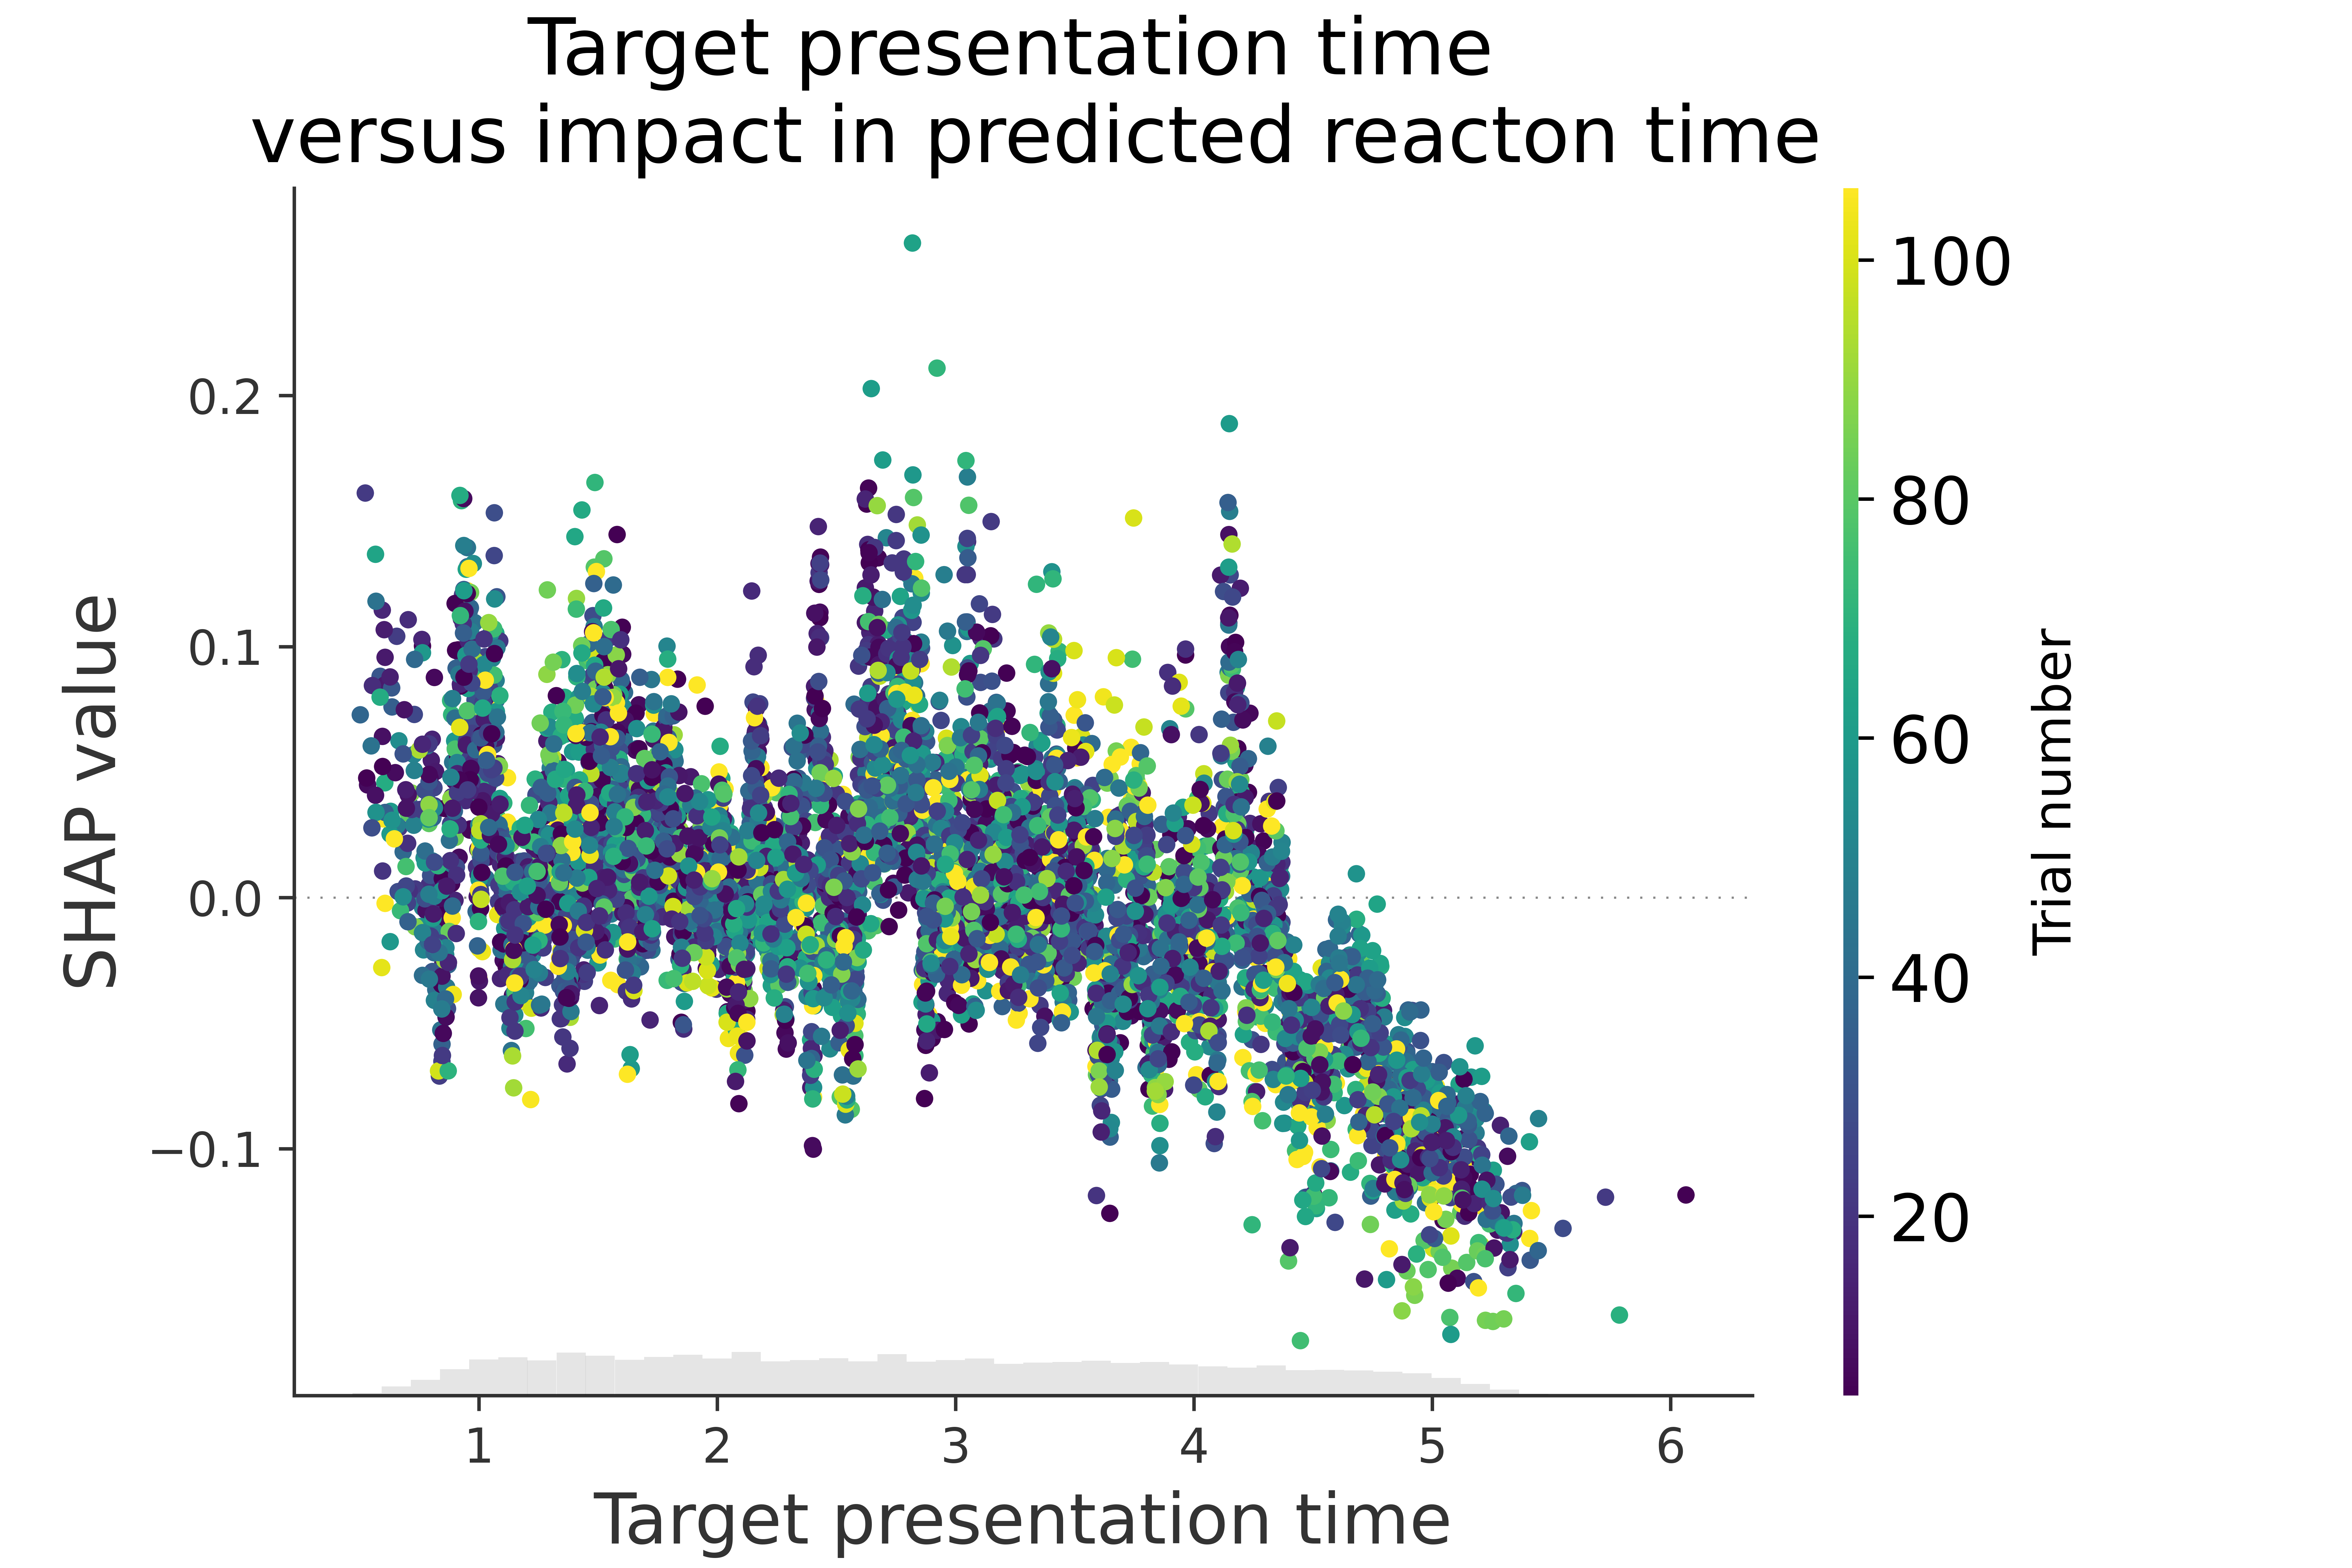 Target presentation time
versus impact in predicted reacton time
SHAP value
0.2
0.1
0.0
−0.1
1 2 3 4 5 6
Target presentation time
100
80
60
40
20
Trial number